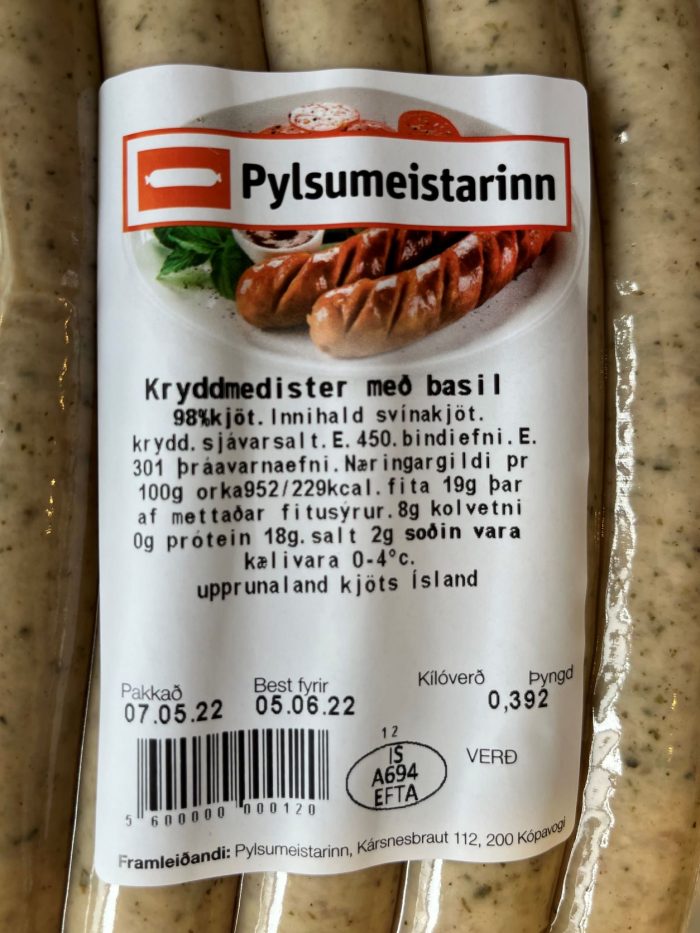 Pylsumeistarinn
Kryddmedister með basil
98%kjöt. Innihald svínakjöt.
krydd. sjávarsalt. E. 450. bindiefni. E.
301 þráavarnaefni. Næringargildi pr
100g orka952/229kcal. fita 19g þar
af mettaðar fitusýrur. 8g kolvetni
0g prótein 18g. salt 2g soðin vara
kælivara 0-4°c.
upprunaland kjöts Ísland
Pakkað Best fyrir Kílóverð Þyngd
07.05.22 05.06.22 0,392
12
IS
A694
EFTA
VERÐ
5 600000 000120
Framleiðandi: Pylsumeistarinn, Kársnesbraut 112, 200 Kópavogi